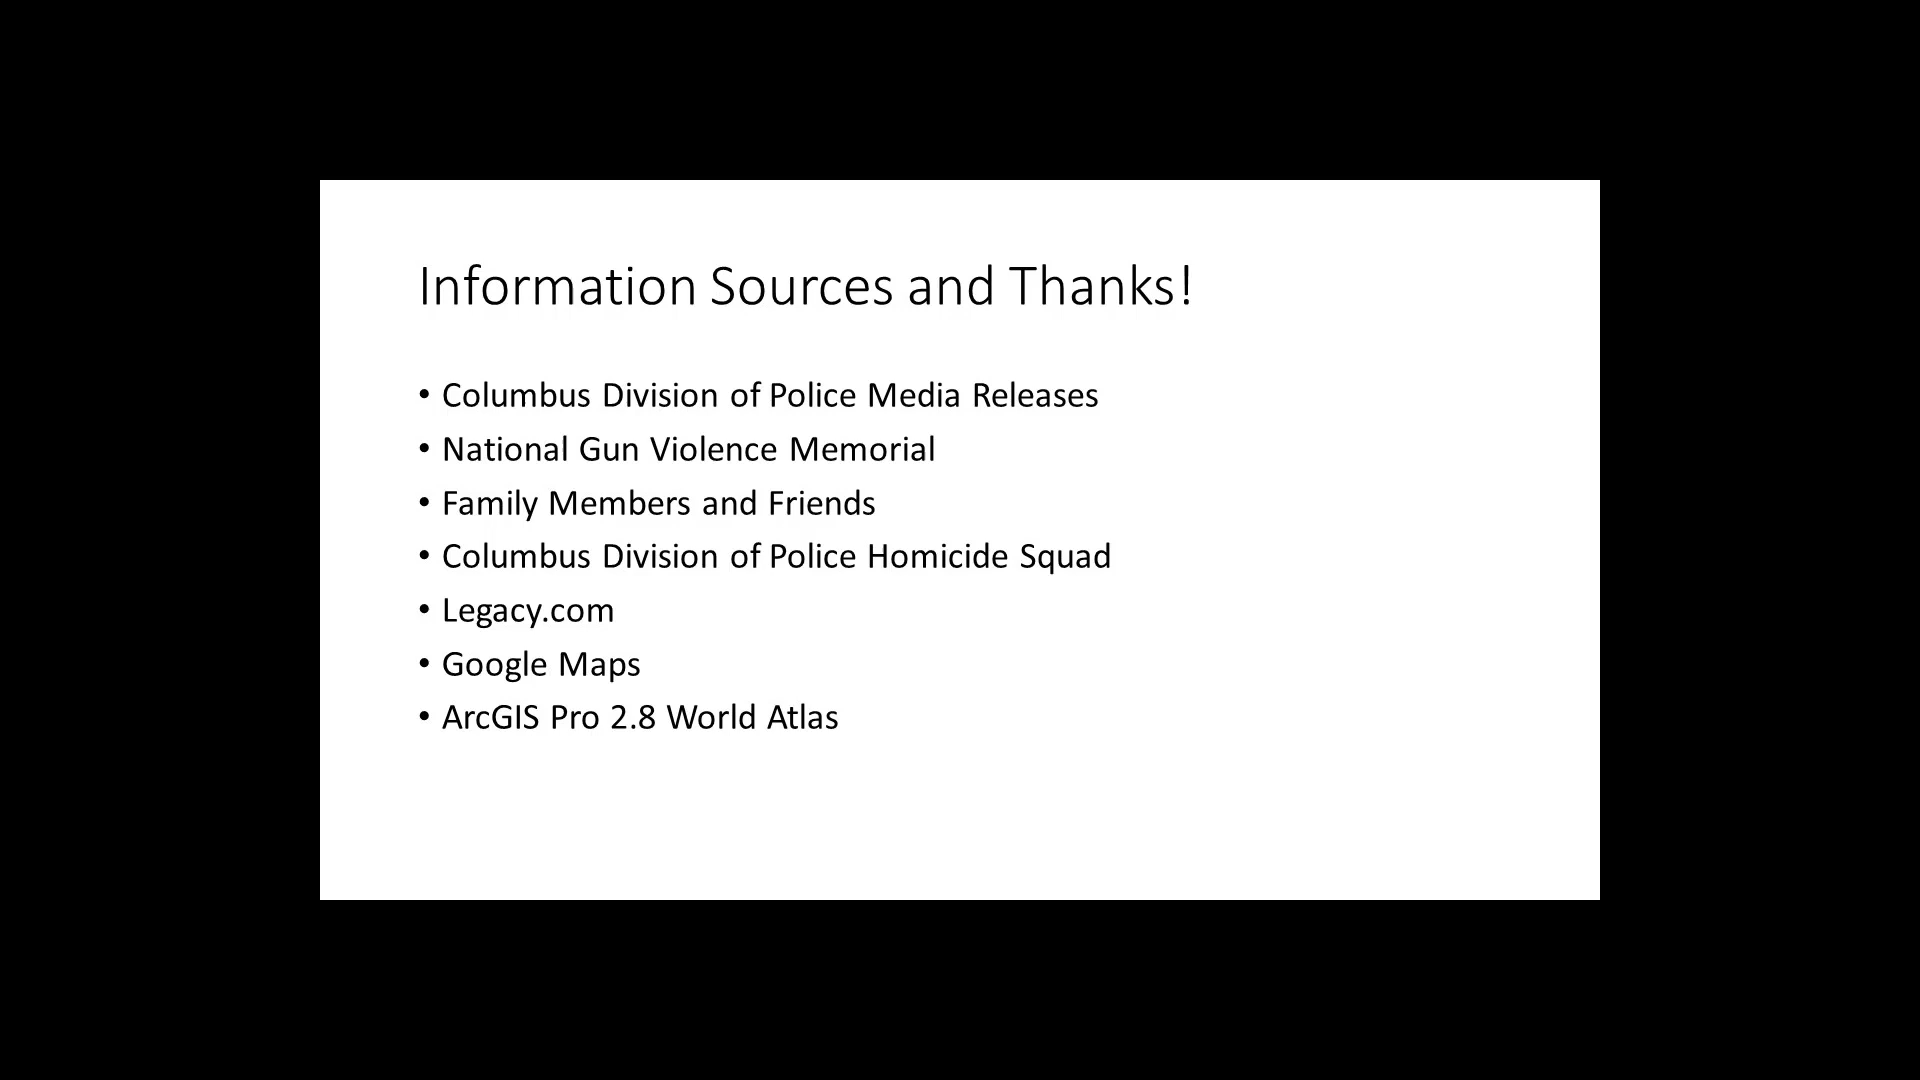 Information Sources and Thanks!
• Columbus Division of Police Media Releases
• National Gun Violence Memorial
• Family Members and Friends
• Columbus Division of Police Homicide Squad
• Legacy.com
• Google Maps
• ArcGIS Pro 2.8 World Atlas